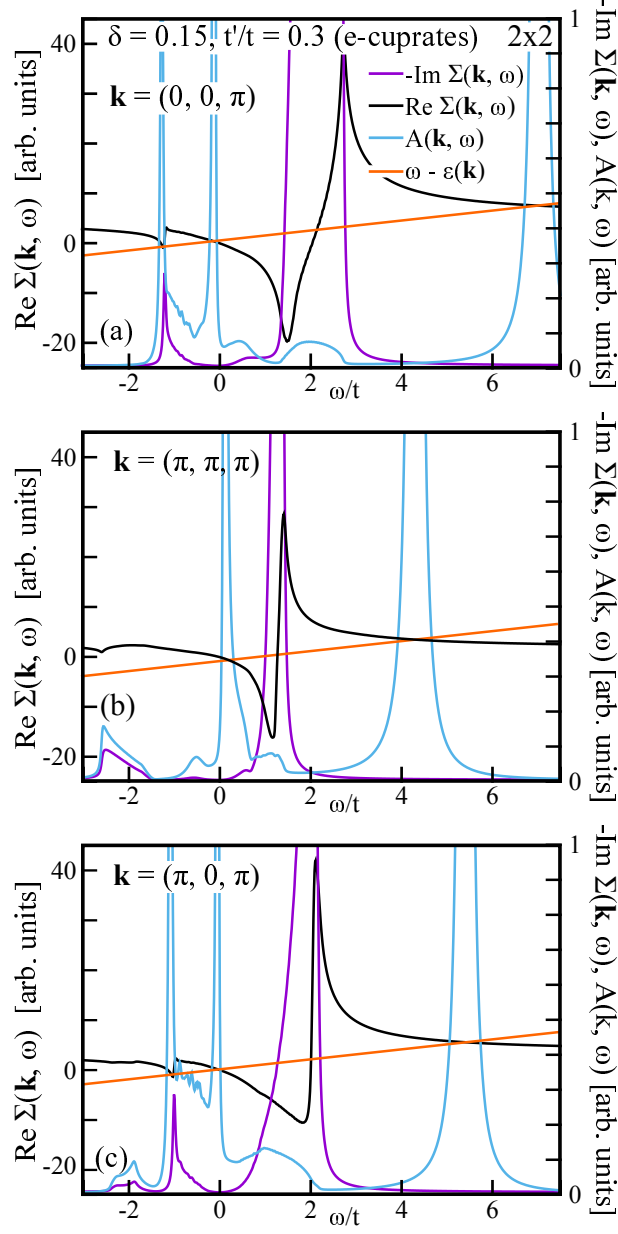 δ = 0.15, t'/t = 0.3 (e-cuprates) 2x2
k = (0, 0, π)
-Im Σ(k, ω)
Re Σ(k, ω)
A(k, ω)
ω - ε(k)
(a)
40
0
-20
-2 0 2 4 6
ω/t
1
0
Re Σ(k, ω) [arb. units]
-Im Σ(k, ω), A(k, ω) [arb. units]
k = (π, π, π)
(b)
40
0
-20
-2 0 2 4 6
ω/t
1
0
Re Σ(k, ω) [arb. units]
-Im Σ(k, ω), A(k, ω) [arb. units]
k = (π, 0, π)
(c)
40
0
-20
-2 0 2 4 6
ω/t
1
0
Re Σ(k, ω) [arb. units]
-Im Σ(k, ω), A(k, ω) [arb. units]